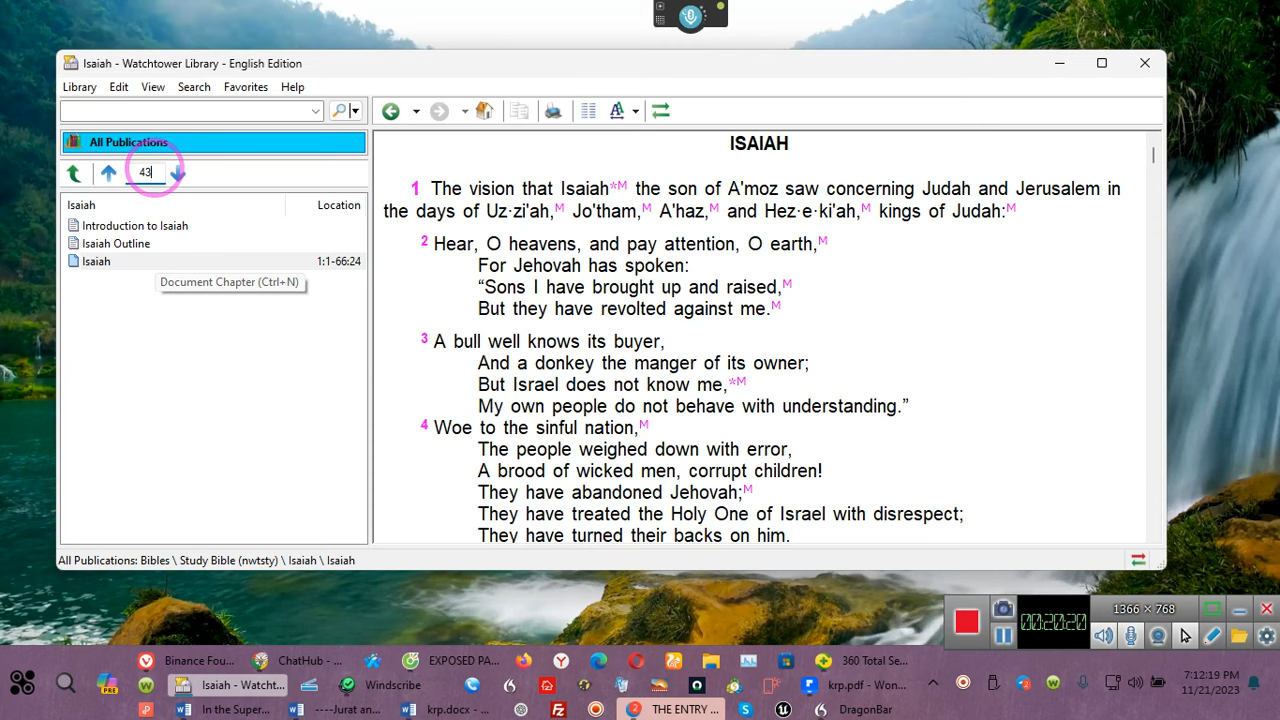 Isaiah - Watchtower Library - English Edition
Library Edit View Search Favorites Help
All Publications
43
Isaiah Location
Introduction to Isaiah
Isaiah Outline
Isaiah 1:1-66:24
Document Chapter (Ctrl+N)
ISAIAH
1 The vision that Isaiah*M the son of A′moz saw concerning Judah and Jerusalem in
the days of Uz·zi′ah,M Jo′tham,M A′haz,M and Hez·e·ki′ah,M kings of Judah:M
2 Hear, O heavens, and pay attention, O earth,M
For Jehovah has spoken:
“Sons I have brought up and raised,M
But they have revolted against me.M
3 A bull well knows its buyer,
And a donkey the manger of its owner;
But Israel does not know me,*M
My own people do not behave with understanding.”
4 Woe to the sinful nation,M
The people weighed down with error,
A brood of wicked men, corrupt children!
They have abandoned Jehovah;M
They have treated the Holy One of Israel with disrespect;
They have turned their backs on him.
All Publications: Bibles \ Study Bible (nwtsty) \ Isaiah \ Isaiah
00:20:20
1366 × 768
Binance Fou... ChatHub - ... EXPOSED PA... 360 Total Se...
PRE
Isaiah - Watcht... Windscribe krp.pdf - Won...
7:12:19 PM
11/21/2023
In the Super... ----Jurat an... krp.docx - ... THE ENTRY ... DragonBar